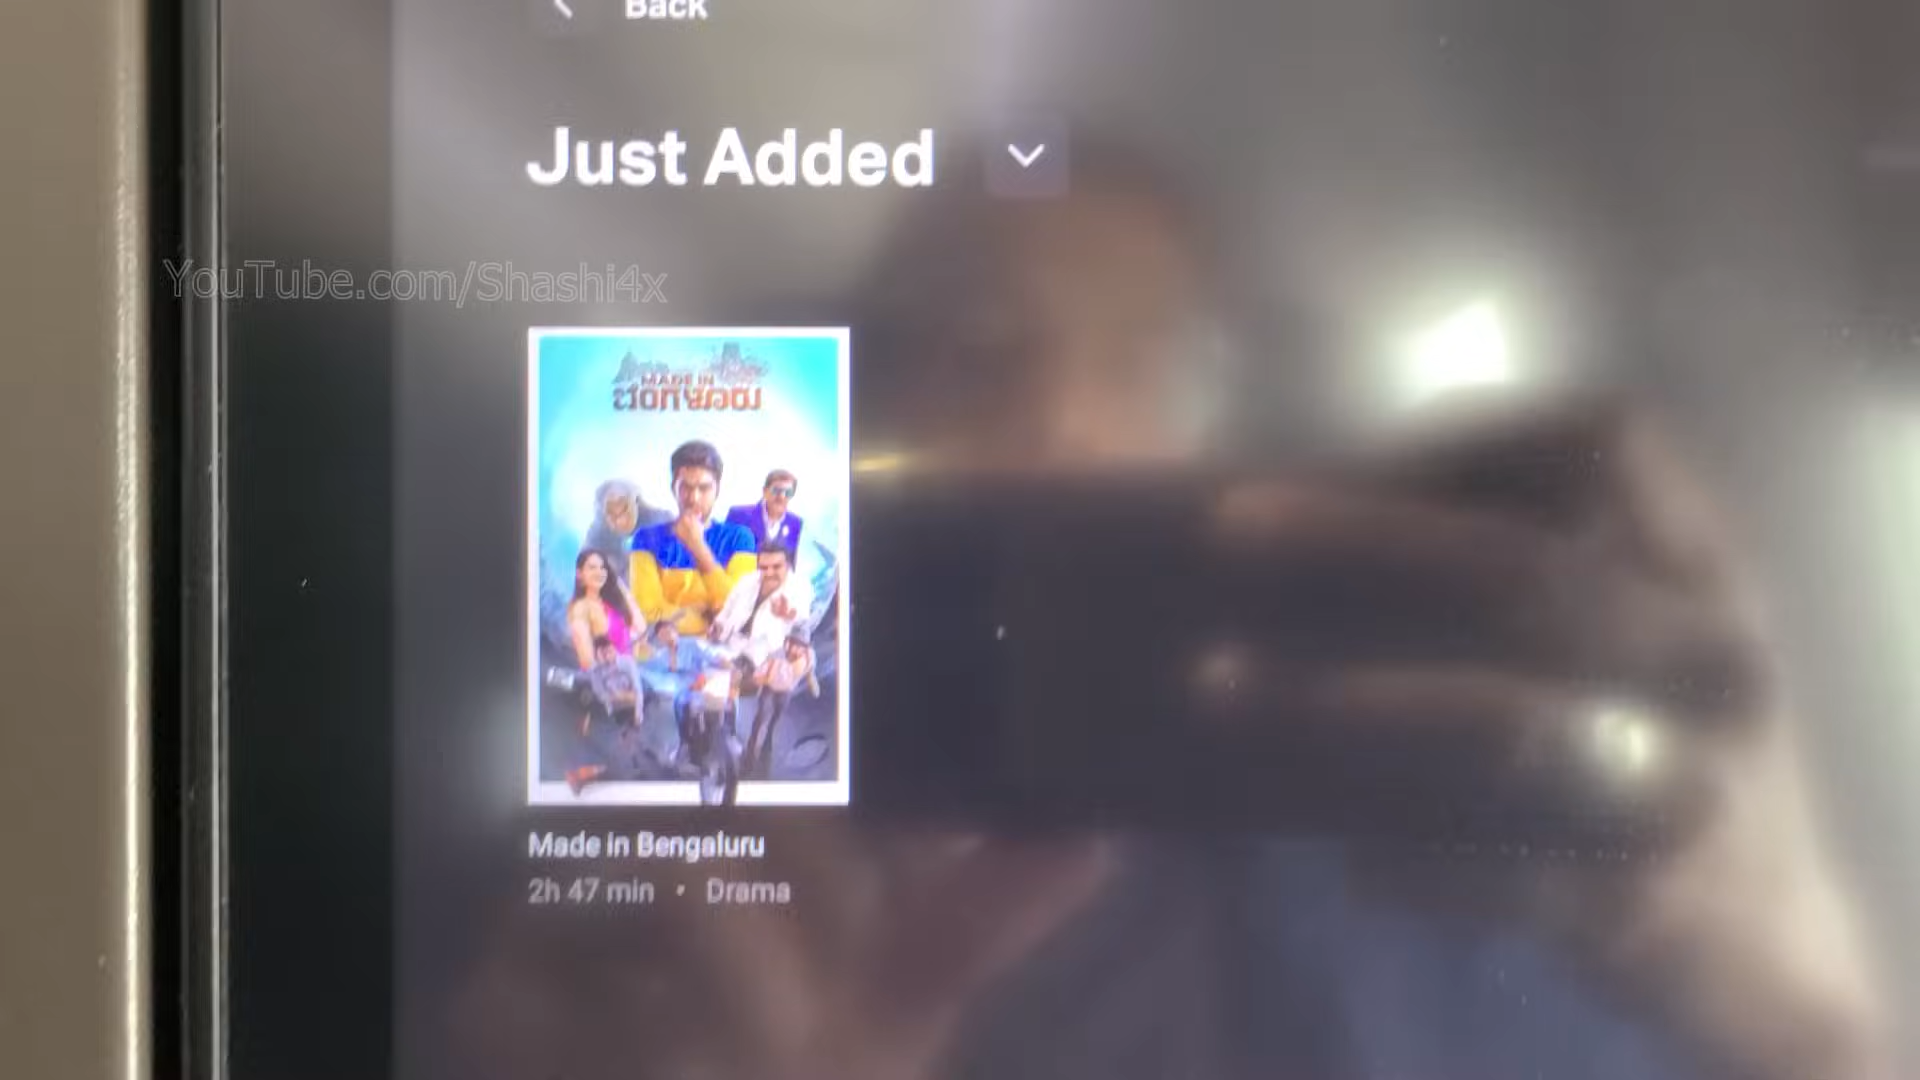 Back
Just Added
YouTube.com/Shashi4x
MADE IN
ಬೆಂಗಳೂರು
Made in Bengaluru
2h 47 min • Drama